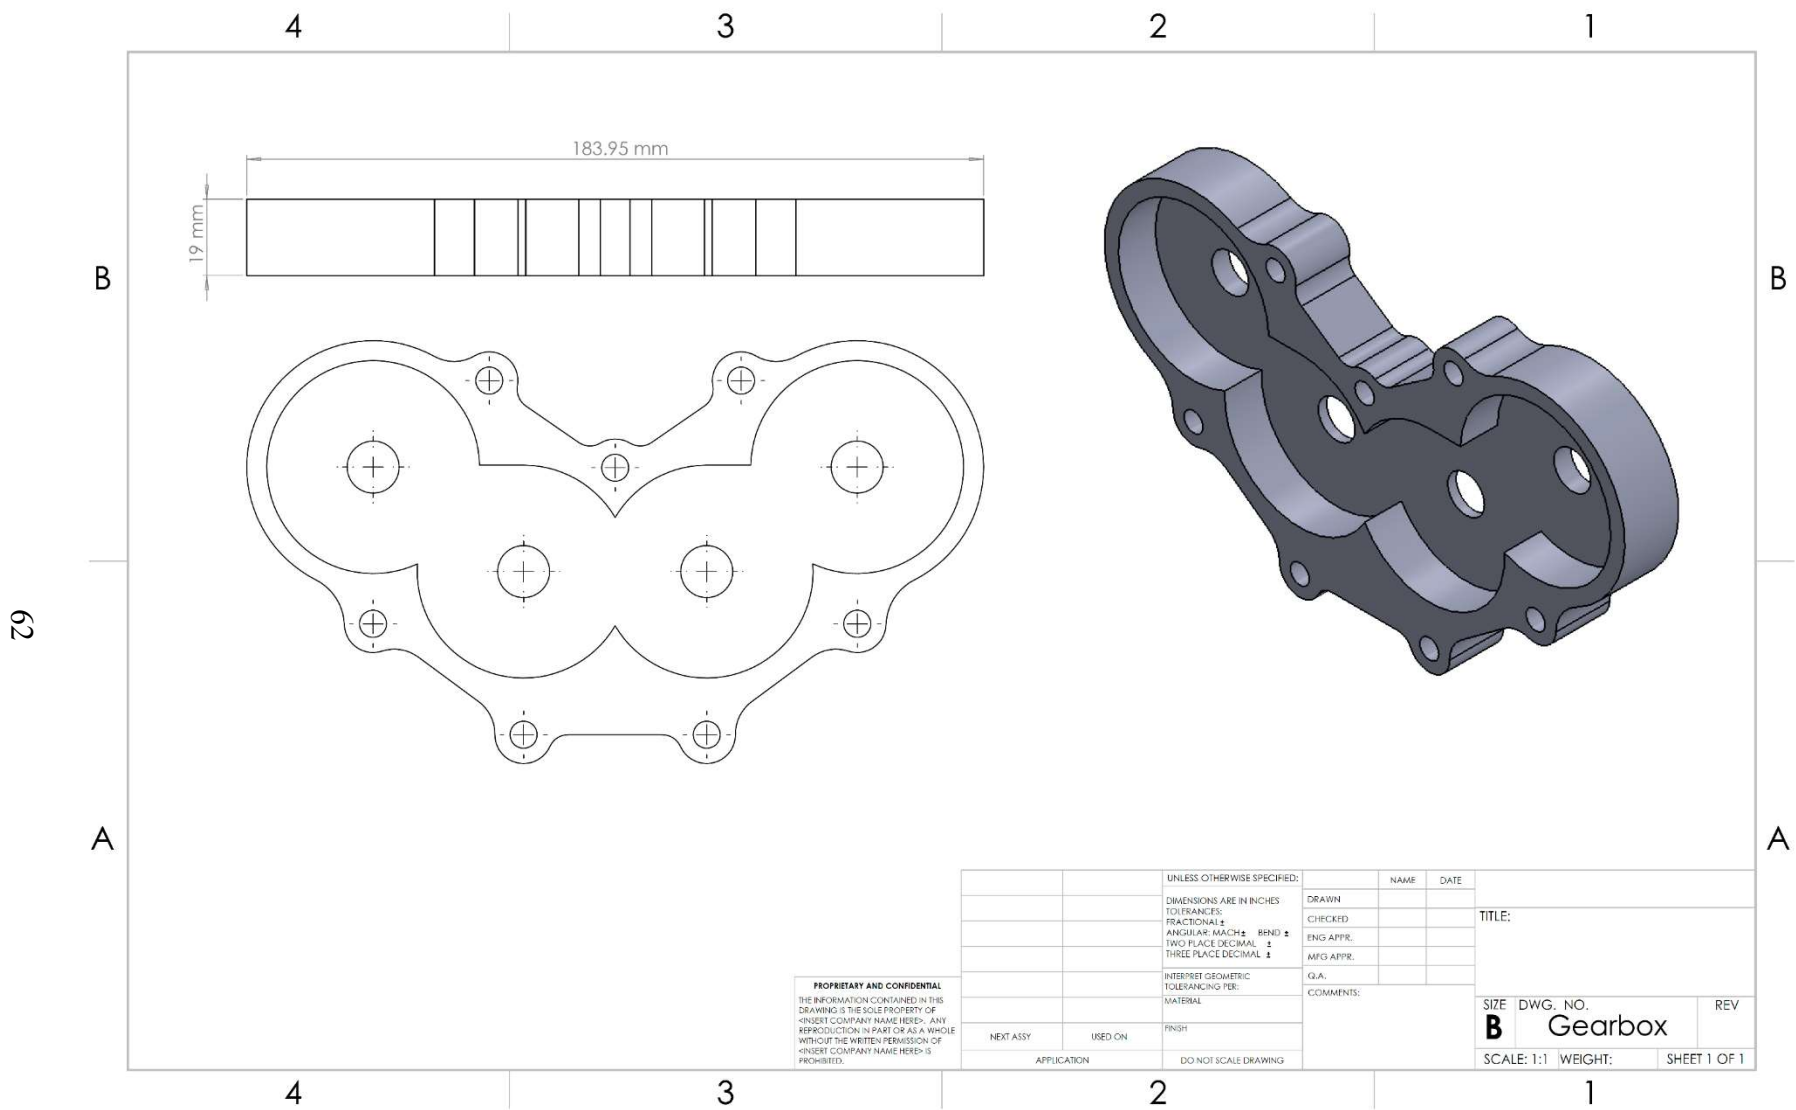 4 3 2 1
183.95 mm
19 mm
B B
62
A A
UNLESS OTHERWISE SPECIFIED:
DIMENSIONS ARE IN INCHES
TOLERANCES:
FRACTIONAL ±
ANGULAR: MACH ± BEND ±
TWO PLACE DECIMAL ±
THREE PLACE DECIMAL ±
INTERPRET GEOMETRIC
TOLERANCING PER:
MATERIAL
FINISH
DO NOT SCALE DRAWING
NAME DATE
DRAWN
CHECKED
ENG APPR.
MFG APPR.
Q.A.
COMMENTS:
TITLE:
SIZE DWG. NO. REV
B Gearbox
SCALE: 1:1 WEIGHT: SHEET 1 OF 1
PROPRIETARY AND CONFIDENTIAL
THE INFORMATION CONTAINED IN THIS
DRAWING IS THE SOLE PROPERTY OF
<INSERT COMPANY NAME HERE>. ANY
REPRODUCTION IN PART OR AS A WHOLE
WITHOUT THE WRITTEN PERMISSION OF
<INSERT COMPANY NAME HERE> IS
PROHIBITED.
NEXT ASSY USED ON
APPLICATION
4 3 2 1